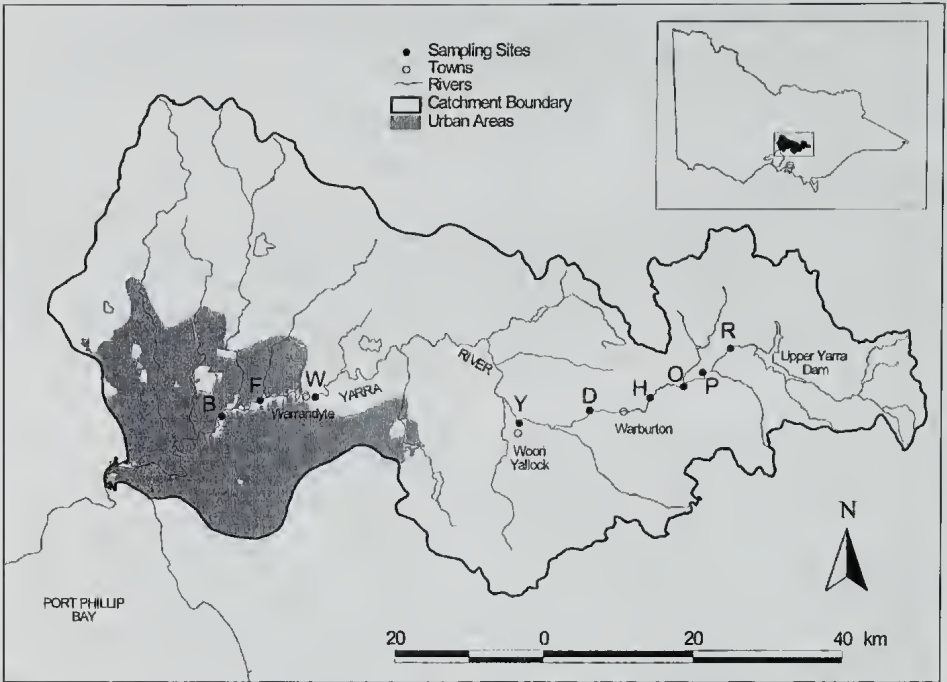 Sampling Sites
Towns
Rivers
Catchment Boundary
Urban Areas
R
RIVER
Upper Yarra
Dam
O
P
W
YARRA
H
F
D
B
Warrandyte
Y
Warburton
Woori
Yallock
N
PORT PHILLIP
BAY
20 0 20 40 km